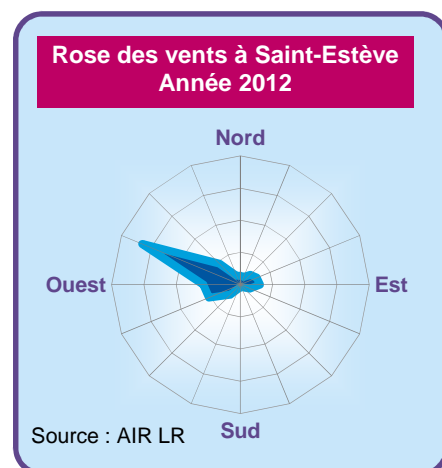 Rose des vents à Saint-Estève
Année 2012
Nord
Ouest
Est
Sud
Source : AIR LR